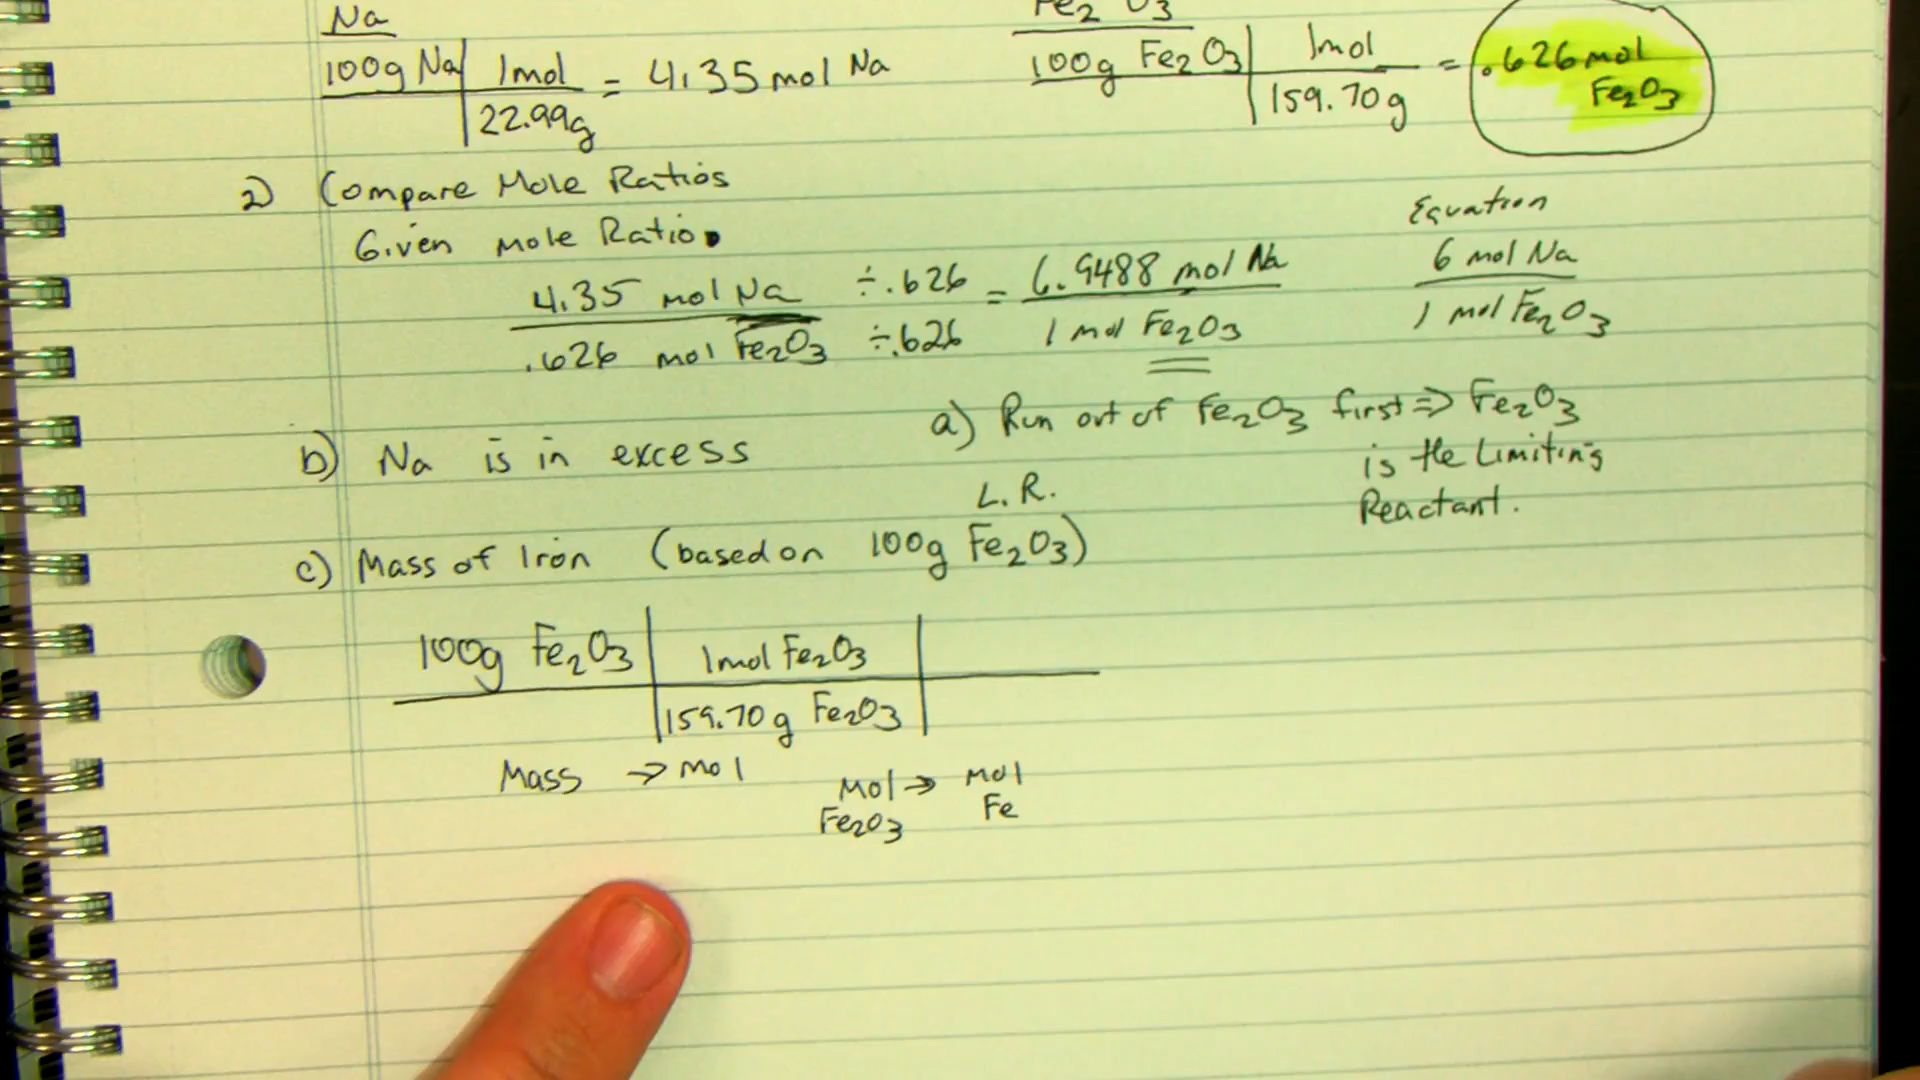 Na
Fe2O3
100g Na | 1mol = 4.35 mol Na
22.99g
100g Fe2O3 | 1mol = .626 mol Fe2O3
159.70g
2) Compare Mole Ratios
Given Mole Ratio.
4.35 mol Na ÷.626 = 6.9488 mol Na
.626 mol Fe2O3 ÷.626 1 mol Fe2O3
Equation
6 mol Na
1 mol Fe2O3
a) Run out of Fe2O3 first => Fe2O3
is the Limiting
Reactant.
b) Na is in excess
L.R.
c) Mass of Iron (based on 100g Fe2O3)
100g Fe2O3 | 1mol Fe2O3
159.70g Fe2O3
Mass -> mol
Mol -> Mol
Fe2O3 Fe